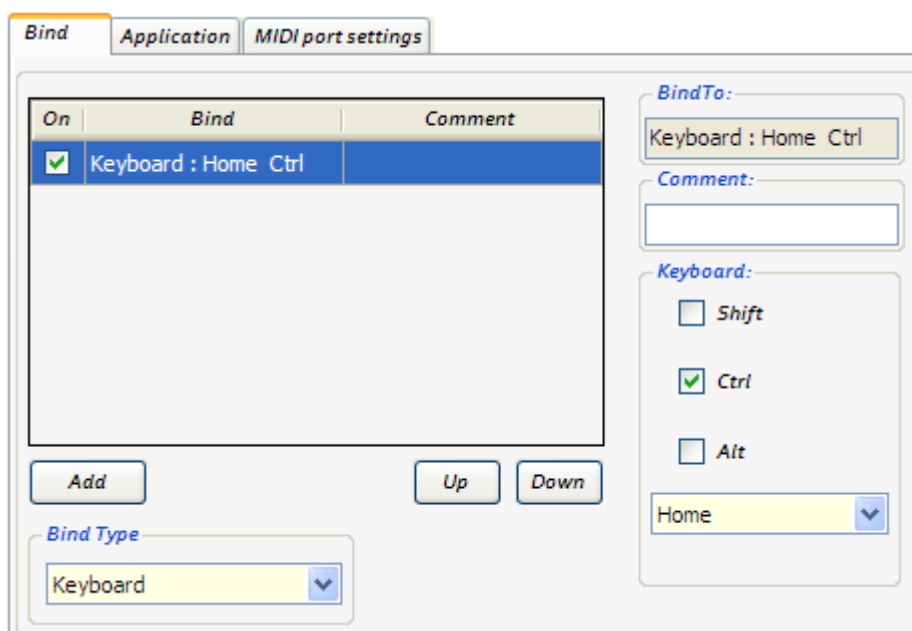 Bind Application MIDI port settings
On Bind Comment
Keyboard : Home Ctrl
Add Up Down
Bind Type
Keyboard
BindTo:
Keyboard : Home Ctrl
Comment:
Keyboard:
Shift
Ctrl
Alt
Home